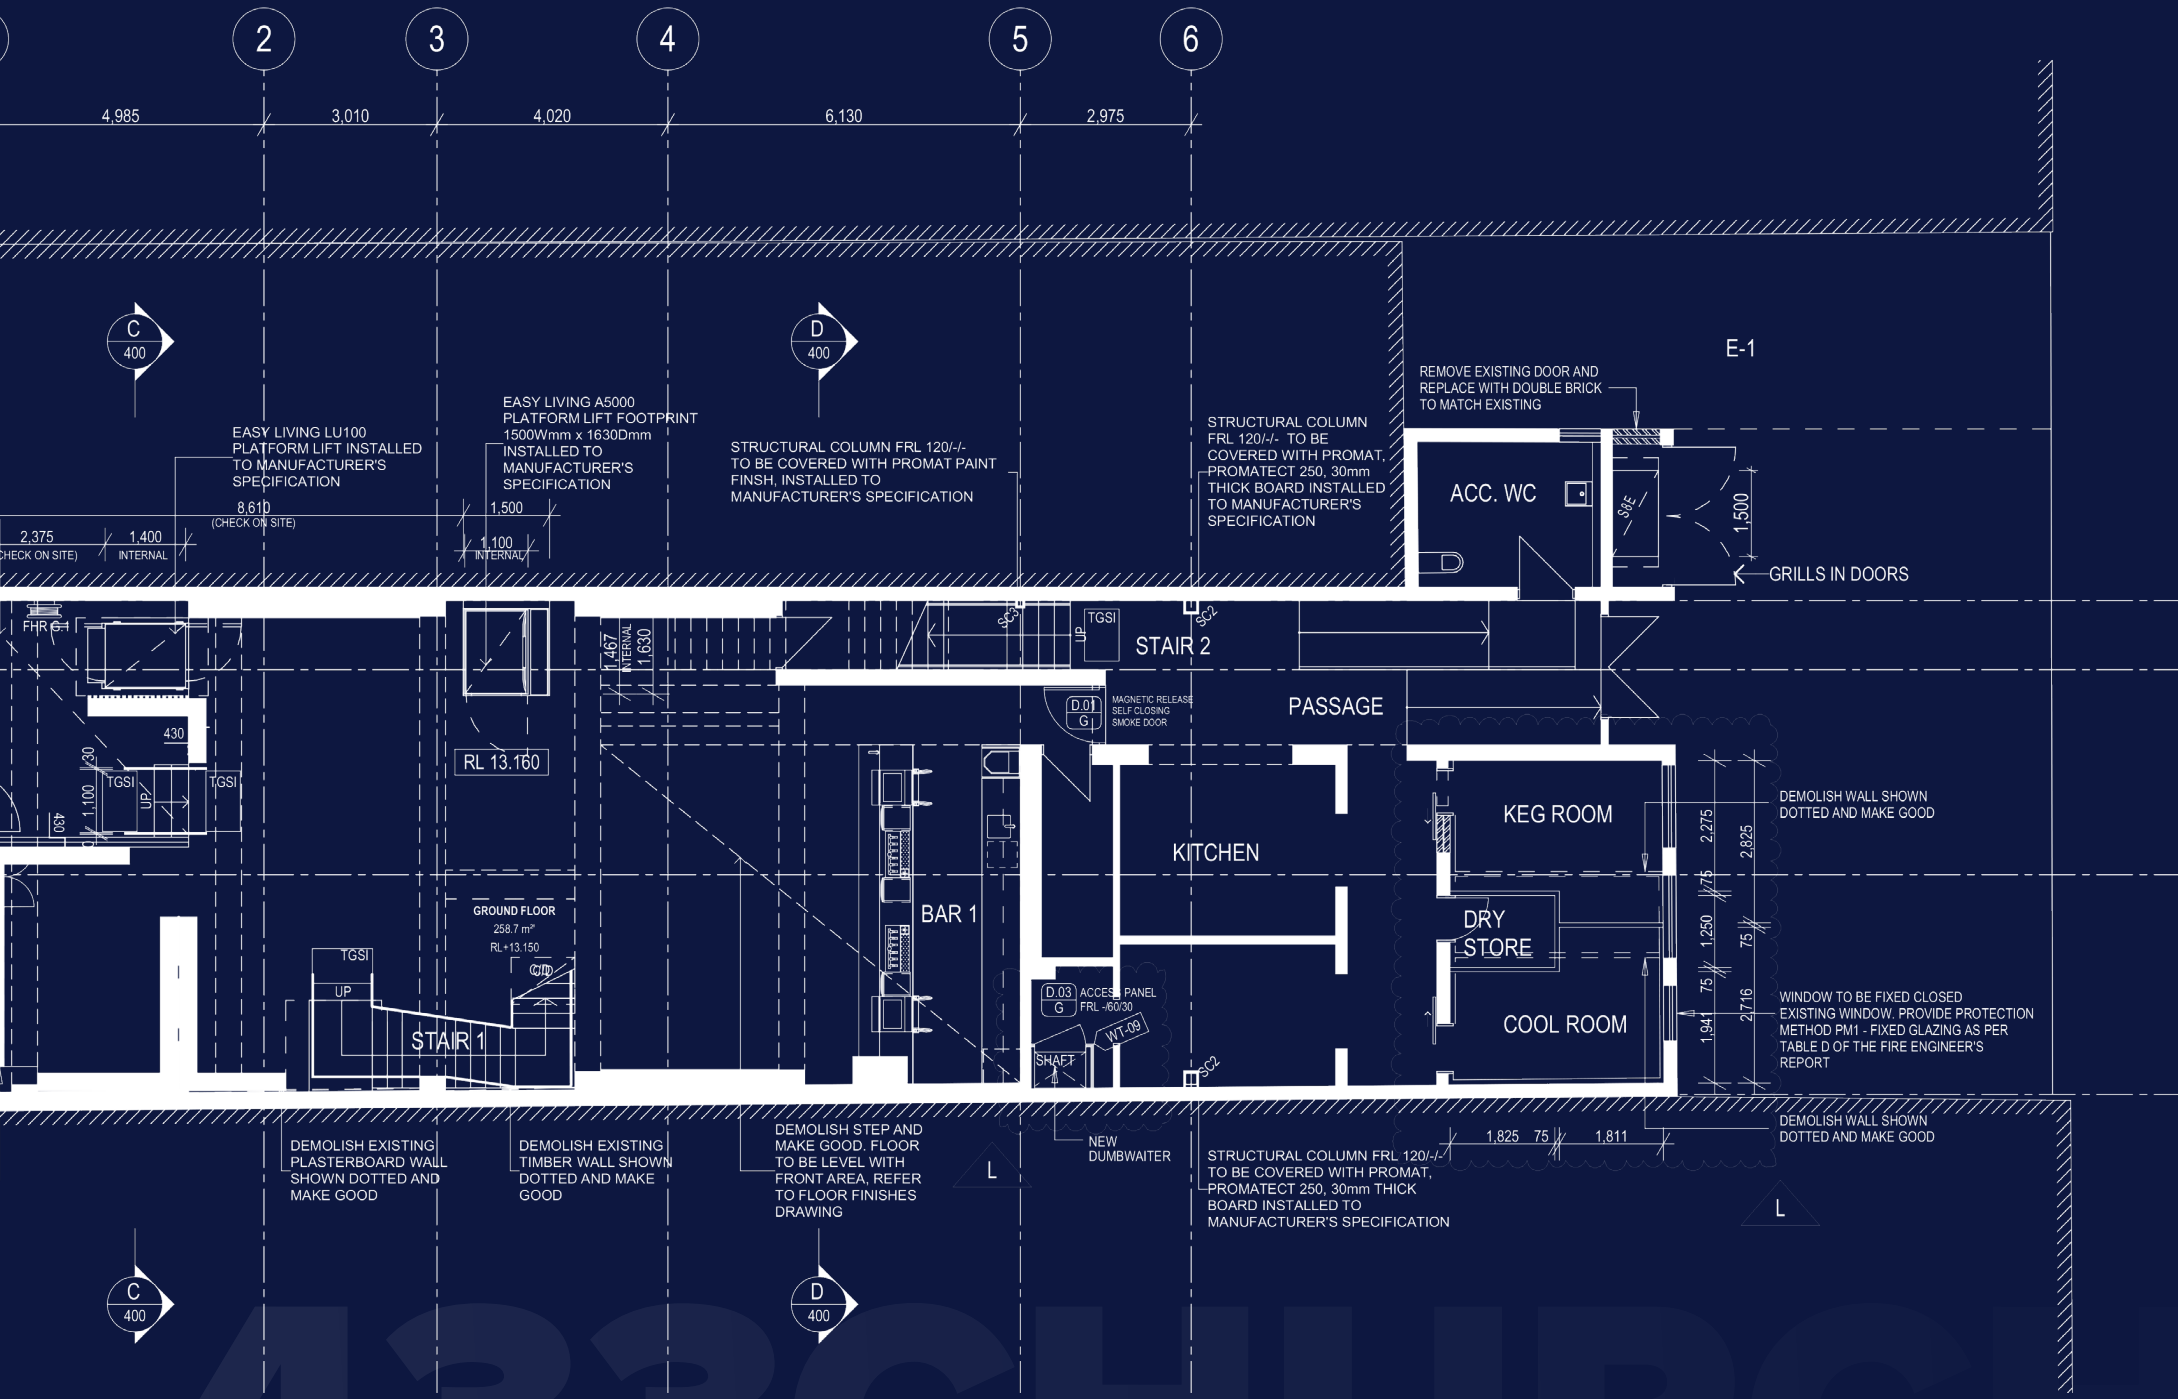 2
3
4
5
6
4,985
3,010
4,020
6,130
2,975
C
400
D
400
E-1
REMOVE EXISTING DOOR AND
REPLACE WITH DOUBLE BRICK
TO MATCH EXISTING
EASY LIVING A5000
PLATFORM LIFT FOOTPRINT
1500Wmm x 1630Dmm
INSTALLED TO
MANUFACTURER'S
SPECIFICATION
EASY LIVING LU100
PLATFORM LIFT INSTALLED
TO MANUFACTURER'S
SPECIFICATION
STRUCTURAL COLUMN FRL 120/-/-
TO BE COVERED WITH PROMAT PAINT
FINSH, INSTALLED TO
MANUFACTURER'S SPECIFICATION
STRUCTURAL COLUMN
FRL 120/-/- TO BE
COVERED WITH PROMAT,
PROMATECT 250, 30mm
THICK BOARD INSTALLED
TO MANUFACTURER'S
SPECIFICATION
ACC. WC
SBE
1,500
GRILLS IN DOORS
8,610
(CHECK ON SITE)
1,500
2,375
CHECK ON SITE)
1,400
INTERNAL
1,100
INTERNAL
FHR G.1
1,467
INTERNAL
1,630
SC3
UP
TGSI
SC2
STAIR 2
PASSAGE
D.01
G
MAGNETIC RELEASE
SELF CLOSING
SMOKE DOOR
430
RL 13.160
TGSI
UP
TGSI
1,100
430
KEG ROOM
DEMOLISH WALL SHOWN
DOTTED AND MAKE GOOD
2,275
2,825
KITCHEN
75
BAR 1
GROUND FLOOR
258.7 m²
RL+13.150
DRY
STORE
1,250
75
TGSI
UP
STAIR 1
D.03
G
ACCESS PANEL
FRL -/60/30
WT-09
SHAFT
SC2
COOL ROOM
75
2,716
1,941
WINDOW TO BE FIXED CLOSED
EXISTING WINDOW. PROVIDE PROTECTION
METHOD PM1 - FIXED GLAZING AS PER
TABLE D OF THE FIRE ENGINEER'S
REPORT
DEMOLISH EXISTING
PLASTERBOARD WALL
SHOWN DOTTED AND
MAKE GOOD
DEMOLISH EXISTING
TIMBER WALL SHOWN
DOTTED AND MAKE
GOOD
DEMOLISH STEP AND
MAKE GOOD. FLOOR
TO BE LEVEL WITH
FRONT AREA, REFER
TO FLOOR FINISHES
DRAWING
NEW
DUMBWAITER
L
STRUCTURAL COLUMN FRL 120/-/-
TO BE COVERED WITH PROMAT,
PROMATECT 250, 30mm THICK
BOARD INSTALLED TO
MANUFACTURER'S SPECIFICATION
1,825
75
1,811
DEMOLISH WALL SHOWN
DOTTED AND MAKE GOOD
L
C
400
D
400
433CHURCH